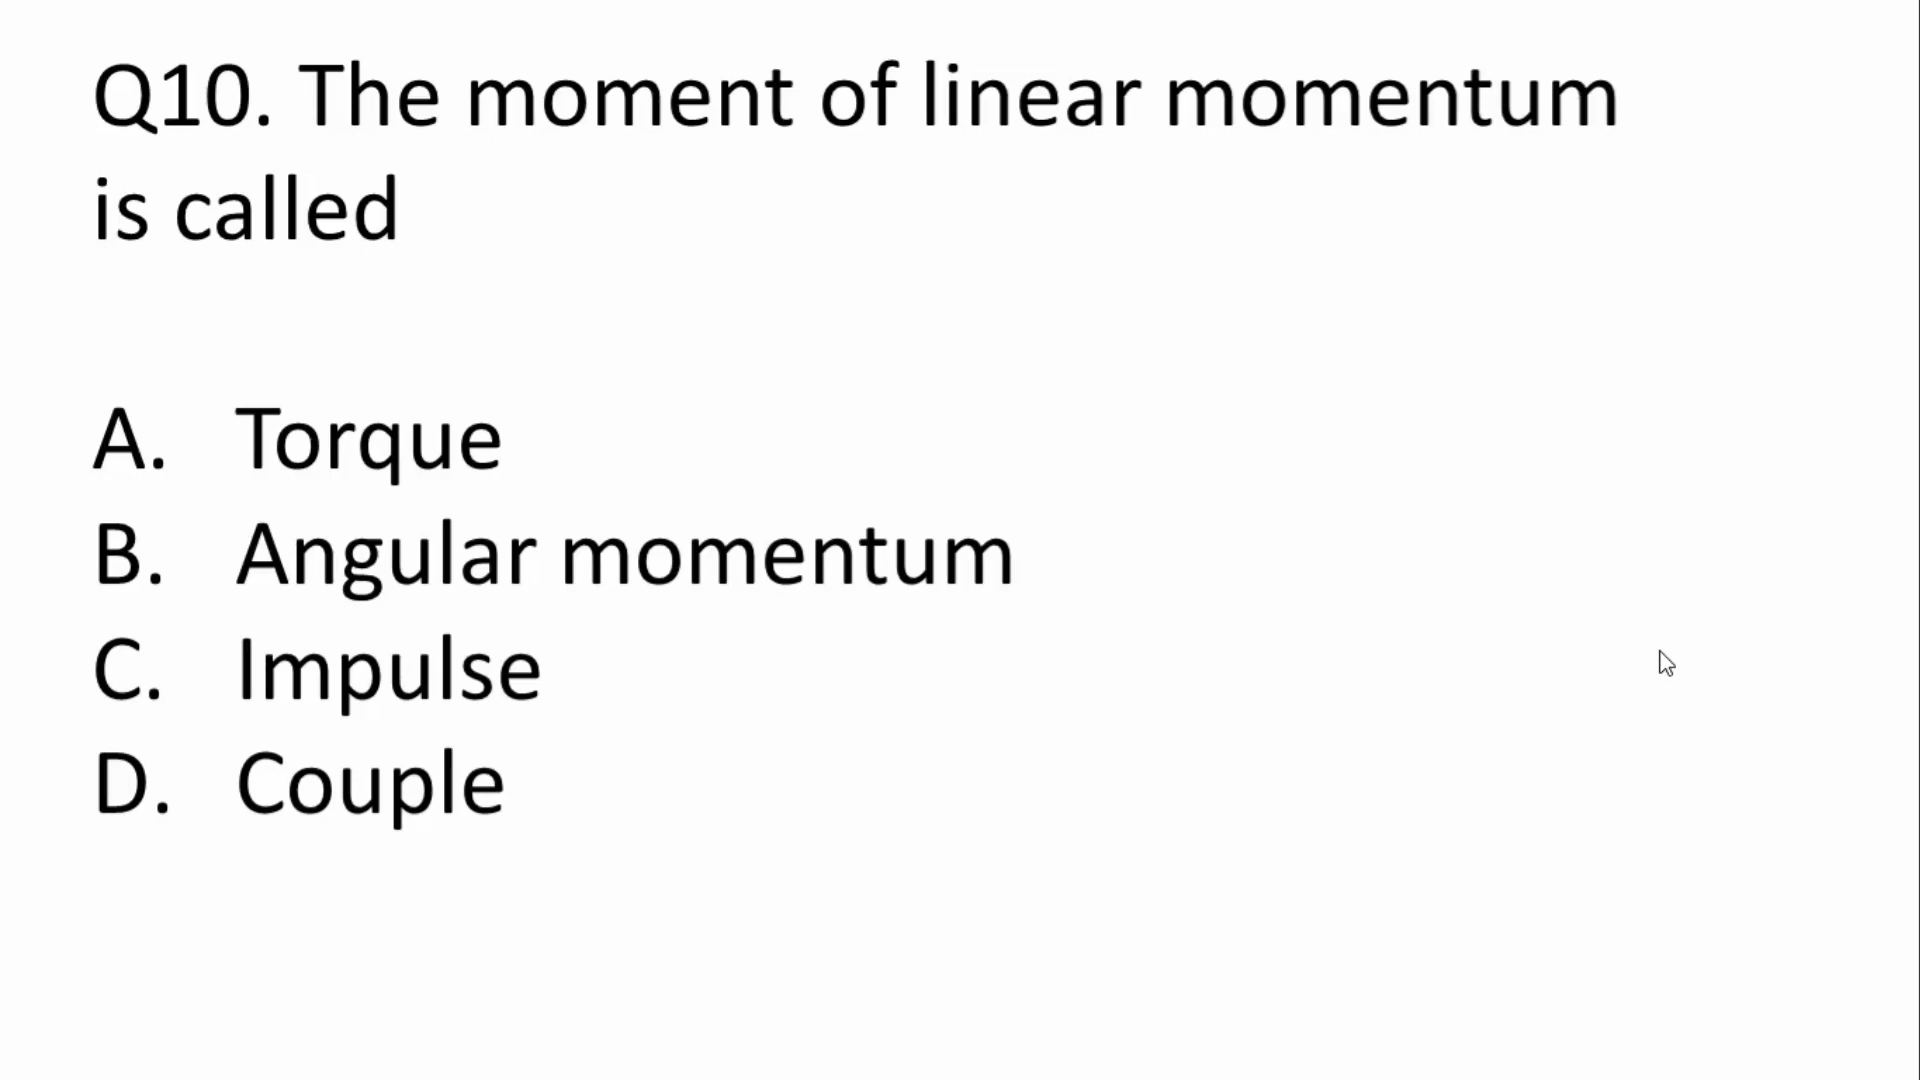 Q10. The moment of linear momentum
is called
A. Torque
B. Angular momentum
C. Impulse
D. Couple